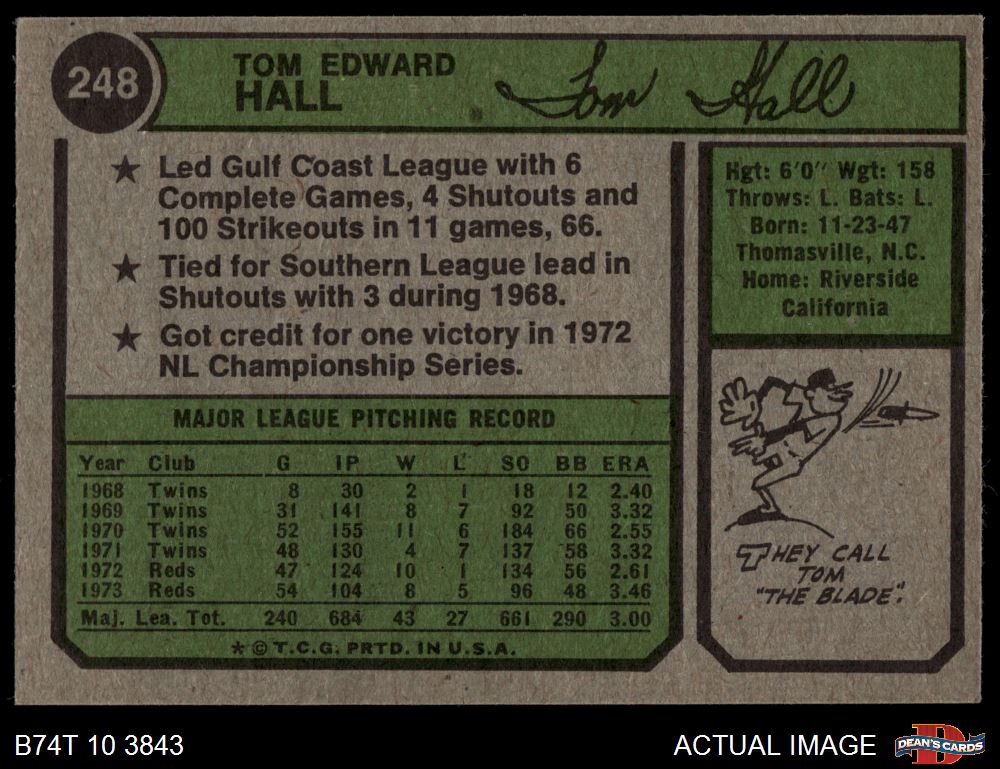 248
TOM EDWARD
HALL
Tom Hall
★ Led Gulf Coast League with 6
Complete Games, 4 Shutouts and
100 Strikeouts in 11 games, 66.
★ Tied for Southern League lead in
Shutouts with 3 during 1968.
★ Got credit for one victory in 1972
NL Championship Series.
Hgt: 6'0" Wgt: 158
Throws: L. Bats: L.
Born: 11-23-47
Thomasville, N.C.
Home: Riverside
California
MAJOR LEAGUE PITCHING RECORD
Year Club G IP W L SO BB ERA
1968 Twins 8 30 2 1 18 12 2.40
1969 Twins 31 141 8 7 92 50 3.32
1970 Twins 52 155 11 6 184 66 2.55
1971 Twins 48 130 4 7 137 58 3.32
1972 Reds 47 124 10 1 134 56 2.61
1973 Reds 54 104 8 5 96 48 3.46
Maj. Lea. Tot. 240 684 43 27 661 290 3.00
★ © T.C.G. PRTD. IN U.S.A.
THEY CALL
TOM
"THE BLADE".
B74T 10 3843
ACTUAL IMAGE
DEAN'S CARDS